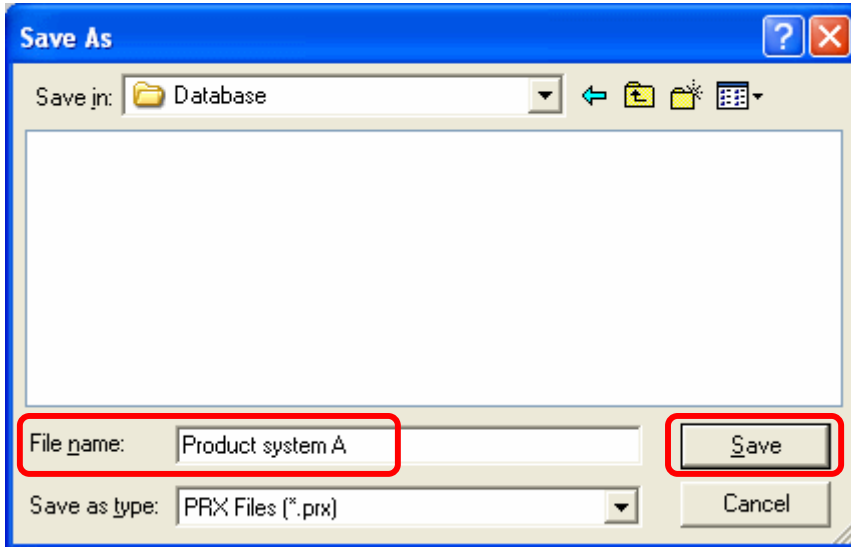 Save As
Save in: Database
File name: Product system A
Save
Save as type: PRX Files (*.prx)
Cancel